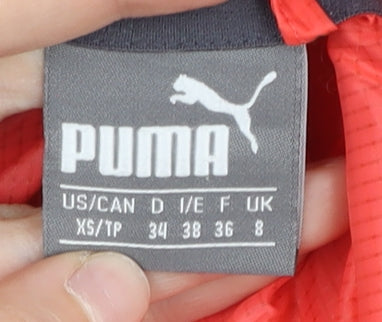 PUMA
US/CAN D I/E F UK
XS/TP 34 38 36 8